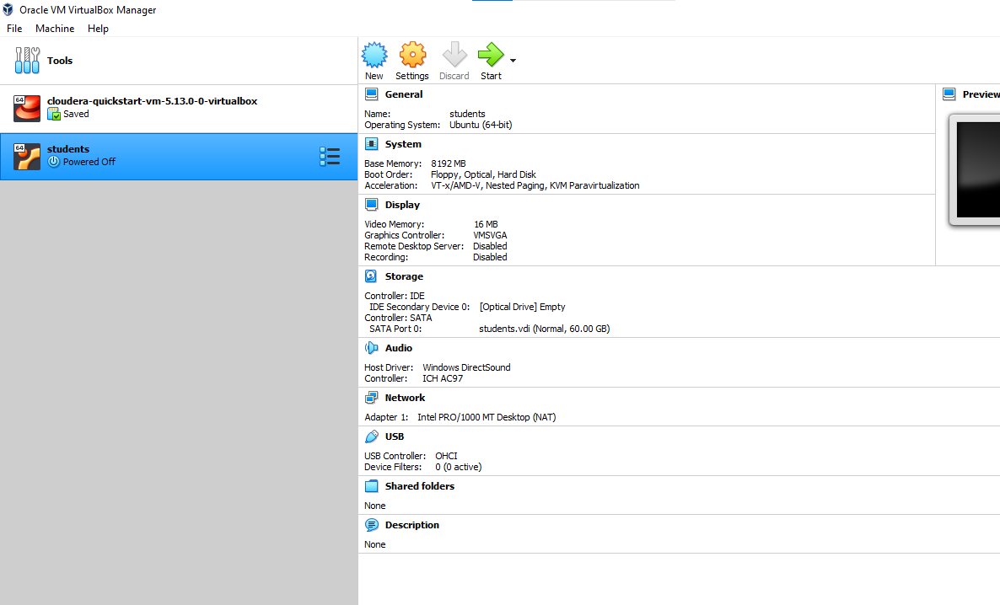 Oracle VM VirtualBox Manager
File Machine Help
Tools
New Settings Discard Start
64 cloudera-quickstart-vm-5.13.0-0-virtualbox
Saved
64 students
Powered Off
General
Name: students
Operating System: Ubuntu (64-bit)
Preview
System
Base Memory: 8192 MB
Boot Order: Floppy, Optical, Hard Disk
Acceleration: VT-x/AMD-V, Nested Paging, KVM Paravirtualization
Display
Video Memory: 16 MB
Graphics Controller: VMSVGA
Remote Desktop Server: Disabled
Recording: Disabled
Storage
Controller: IDE
IDE Secondary Device 0: [Optical Drive] Empty
Controller: SATA
SATA Port 0: students.vdi (Normal, 60.00 GB)
Audio
Host Driver: Windows DirectSound
Controller: ICH AC97
Network
Adapter 1: Intel PRO/1000 MT Desktop (NAT)
USB
USB Controller: OHCI
Device Filters: 0 (0 active)
Shared folders
None
Description
None